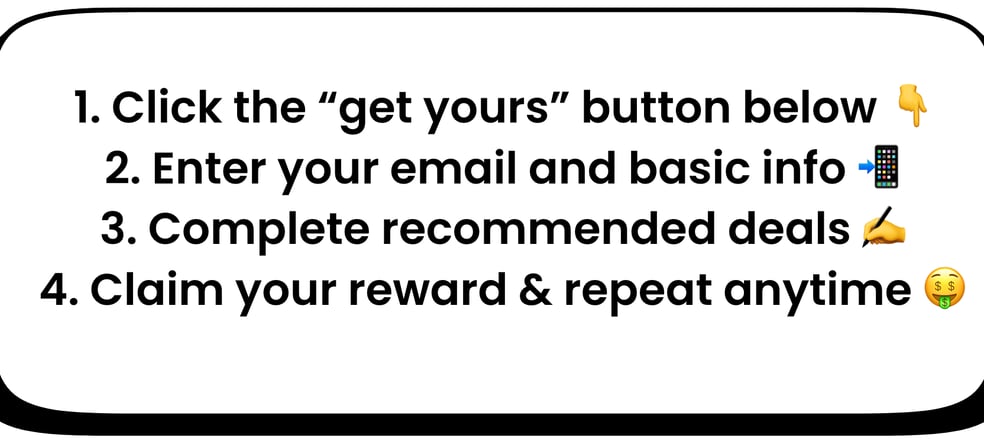 1. Click the “get yours” button below 👇
2. Enter your email and basic info 📲
3. Complete recommended deals ✍️
4. Claim your reward & repeat anytime 🤑